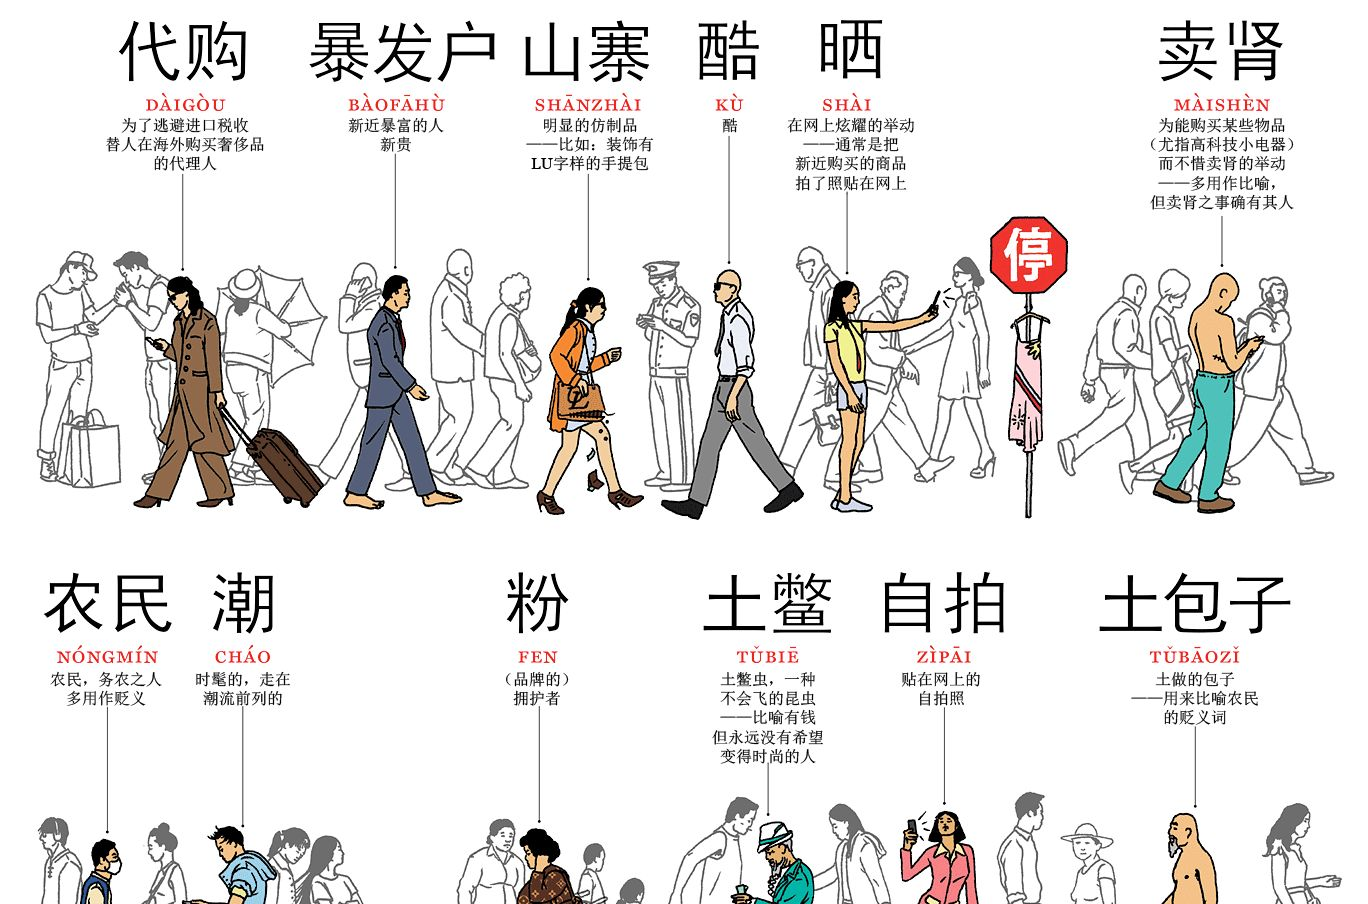 代购
DÀIGÒU
为了逃避进口税收
替人在海外购买奢侈品
的代理人
暴发户
BÀOFĀHÙ
新近暴富的人
新贵
山寨
SHĀNZHÀI
明显的仿制品
——比如：装饰有
LU字样的手提包
酷
KÙ
酷
晒
SHÀI
在网上炫耀的举动
——通常是把
新近购买的商品
拍了照贴在网上
卖肾
MÀISHÈN
为能购买某些物品
（尤指高科技小电器）
而不惜卖肾的举动
——多用作比喻，
但卖肾之事确有其人
停
农民
NÓNGMÍN
农民，务农之人
多用作贬义
潮
CHÁO
时髦的，走在
潮流前列的
粉
FEN
（品牌的）
拥护者
土鳖
TǓBIĒ
土鳖虫，一种
不会飞的昆虫
——比喻有钱
但永远没有希望
变得时尚的人
自拍
ZÌPĀI
贴在网上的
自拍照
土包子
TǓBĀOZǏ
土做的包子
——用来比喻农民
的贬义词